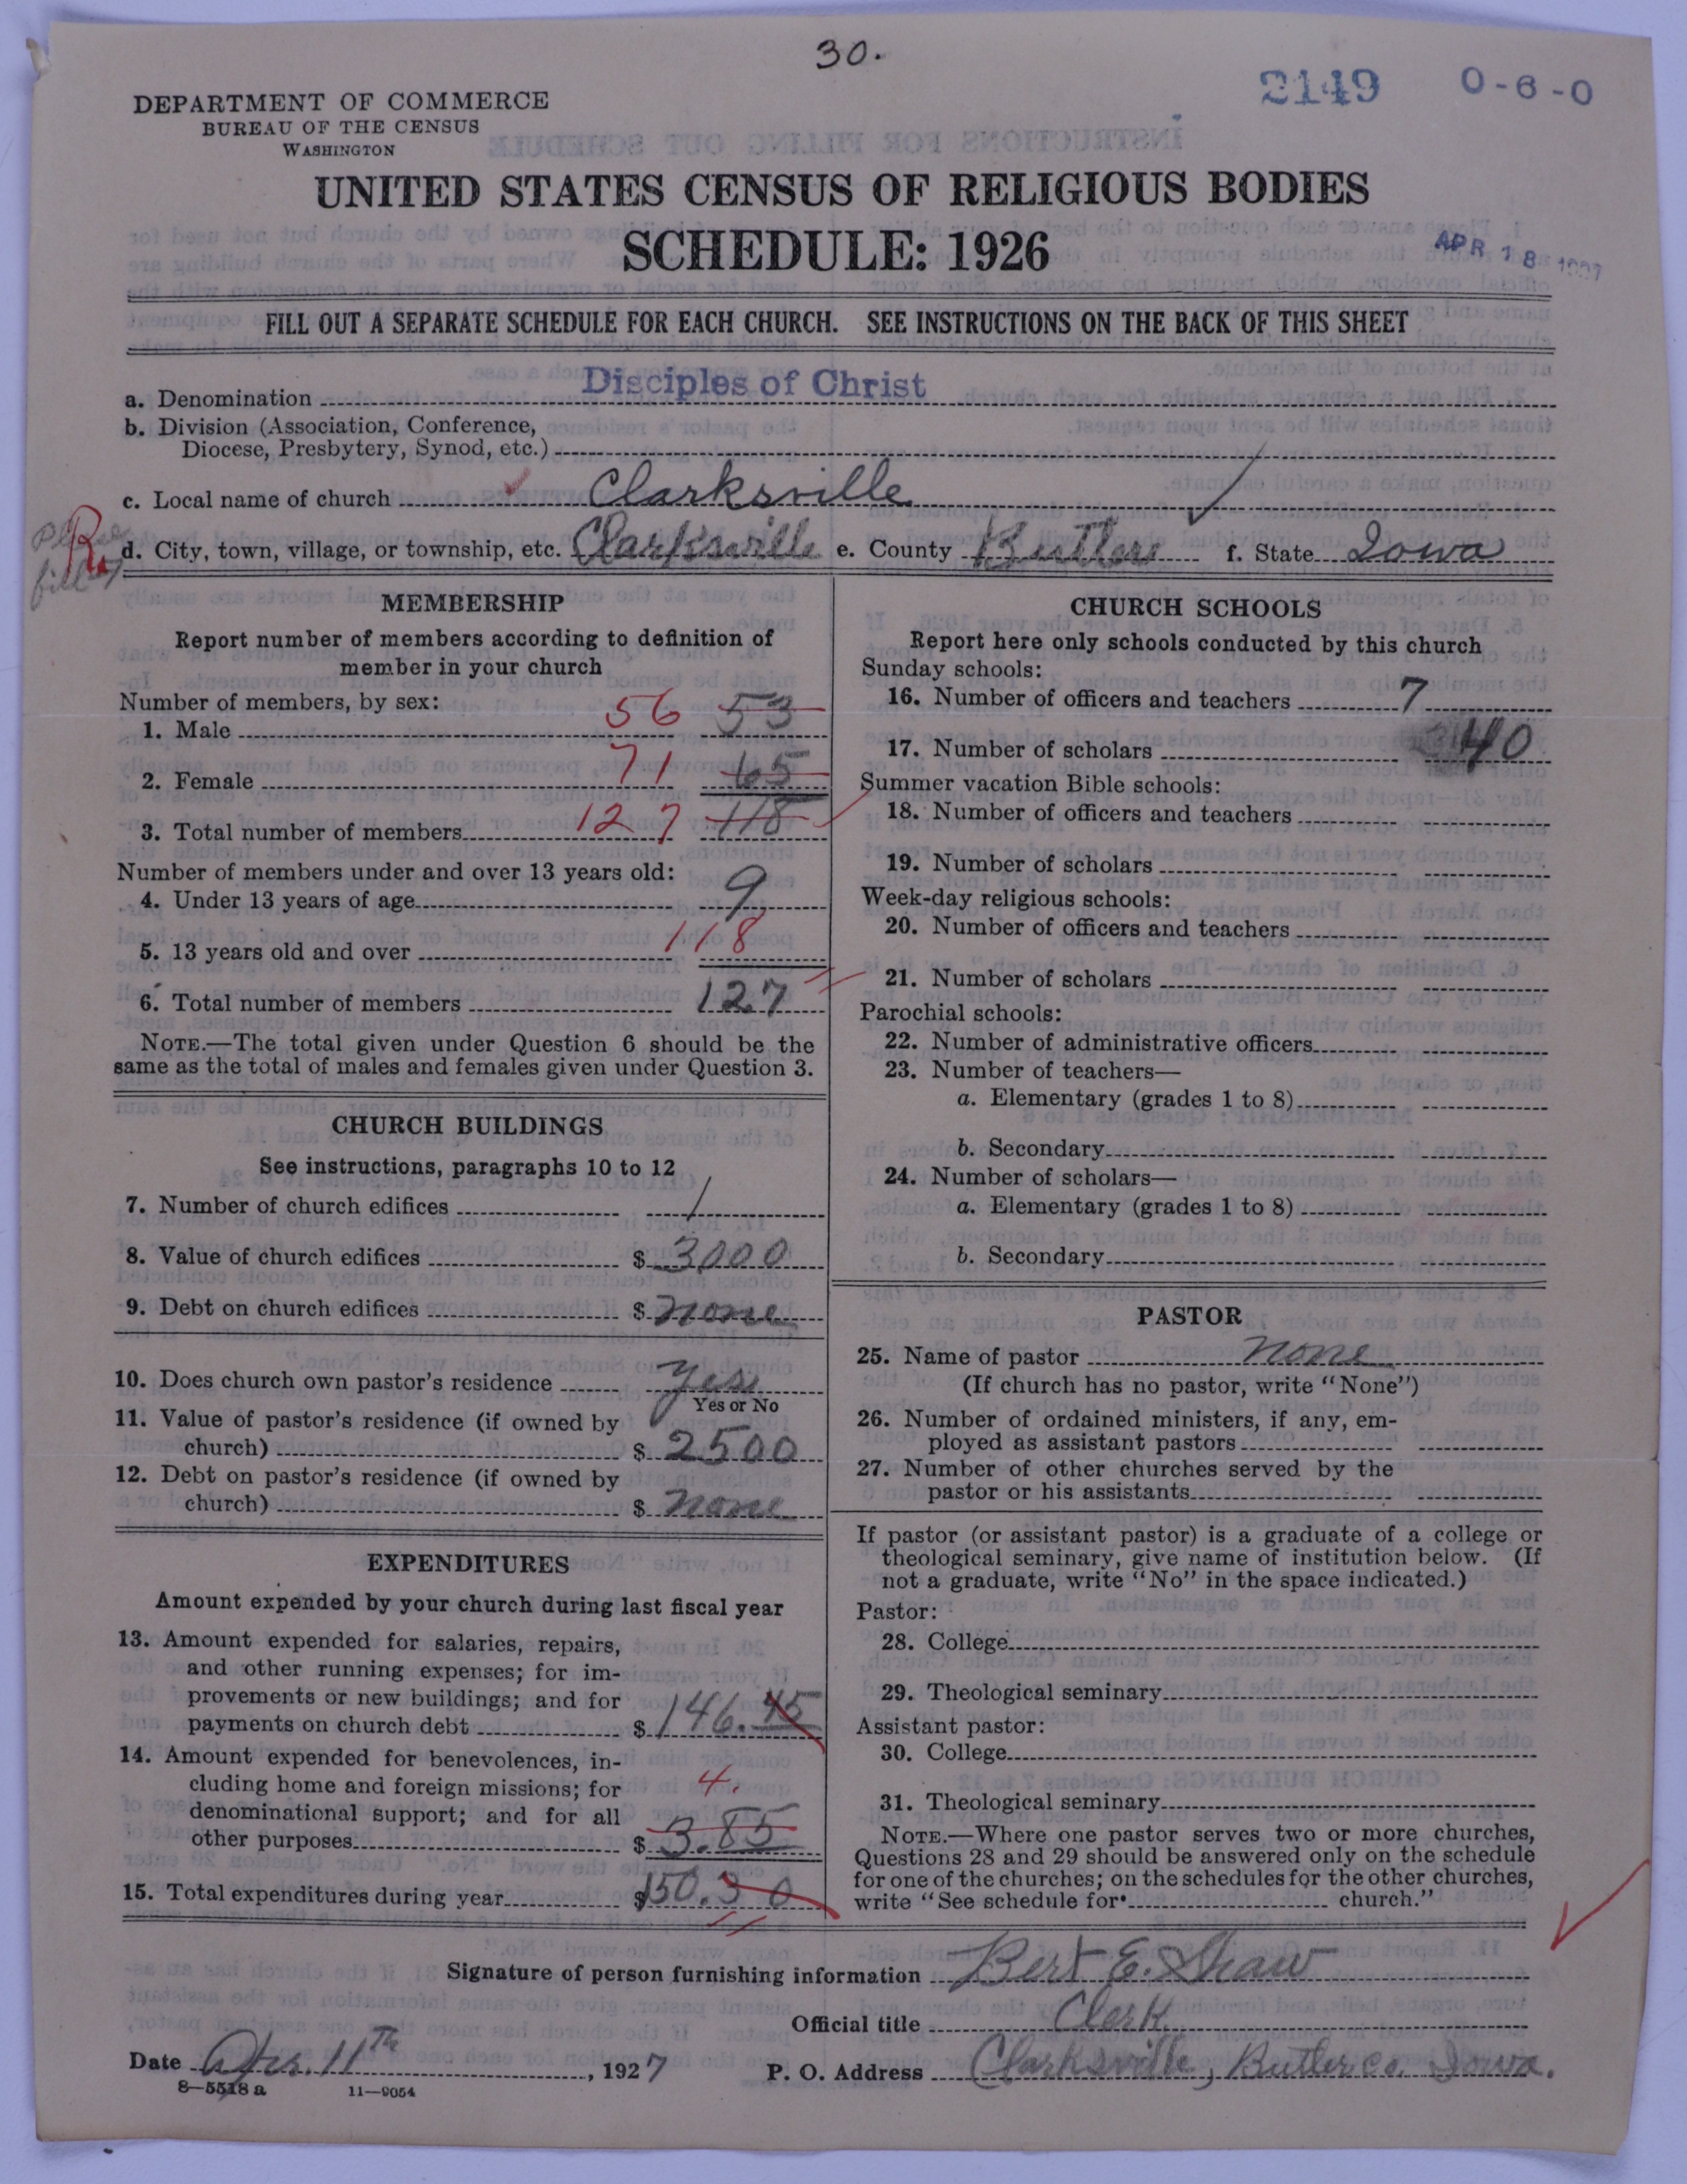 30.
2149 0-6-0
DEPARTMENT OF COMMERCE
BUREAU OF THE CENSUS
WASHINGTON
UNITED STATES CENSUS OF RELIGIOUS BODIES
SCHEDULE: 1926
APR 18 1927
FILL OUT A SEPARATE SCHEDULE FOR EACH CHURCH. SEE INSTRUCTIONS ON THE BACK OF THIS SHEET
a. Denomination Disciples of Christ
b. Division (Association, Conference,
Diocese, Presbytery, Synod, etc.)
c. Local name of church Clarksville
d. City, town, village, or township, etc. Clarksville e. County Butler f. State Iowa
MEMBERSHIP
Report number of members according to definition of
member in your church
Number of members, by sex:
1. Male 56 53
2. Female 71 65
3. Total number of members 127 118
Number of members under and over 13 years old:
4. Under 13 years of age 9
5. 13 years old and over 118
6. Total number of members 127
NOTE.—The total given under Question 6 should be the
same as the total of males and females given under Question 3.
CHURCH BUILDINGS
See instructions, paragraphs 10 to 12
7. Number of church edifices 1
8. Value of church edifices $ 3000
9. Debt on church edifices $ none
10. Does church own pastor's residence Yes
Yes or No
11. Value of pastor's residence (if owned by
church) $ 2500
12. Debt on pastor's residence (if owned by
church) $ none
EXPENDITURES
Amount expended by your church during last fiscal year
13. Amount expended for salaries, repairs,
and other running expenses; for im-
provements or new buildings; and for
payments on church debt $ 146.45
14. Amount expended for benevolences, in-
cluding home and foreign missions; for
denominational support; and for all
other purposes 4. $ 3.85
15. Total expenditures during year $ 150.30
CHURCH SCHOOLS
Report here only schools conducted by this church
Sunday schools:
16. Number of officers and teachers 7
17. Number of scholars 40
Summer vacation Bible schools:
18. Number of officers and teachers
19. Number of scholars
Week-day religious schools:
20. Number of officers and teachers
21. Number of scholars
Parochial schools:
22. Number of administrative officers
23. Number of teachers—
a. Elementary (grades 1 to 8)
b. Secondary
24. Number of scholars—
a. Elementary (grades 1 to 8)
b. Secondary
PASTOR
25. Name of pastor none
(If church has no pastor, write "None")
26. Number of ordained ministers, if any, em-
ployed as assistant pastors
27. Number of other churches served by the
pastor or his assistants
If pastor (or assistant pastor) is a graduate of a college or
theological seminary, give name of institution below. (If
not a graduate, write "No" in the space indicated.)
Pastor:
28. College
29. Theological seminary
Assistant pastor:
30. College
31. Theological seminary
NOTE.—Where one pastor serves two or more churches,
Questions 28 and 29 should be answered only on the schedule
for one of the churches; on the schedules for the other churches,
write "See schedule for church."
Signature of person furnishing information Bert E. Shaw
Official title Clerk
Date Apr. 11th, 1927 P. O. Address Clarksville, Butler co. Iowa.
8-5518 a 11-9054